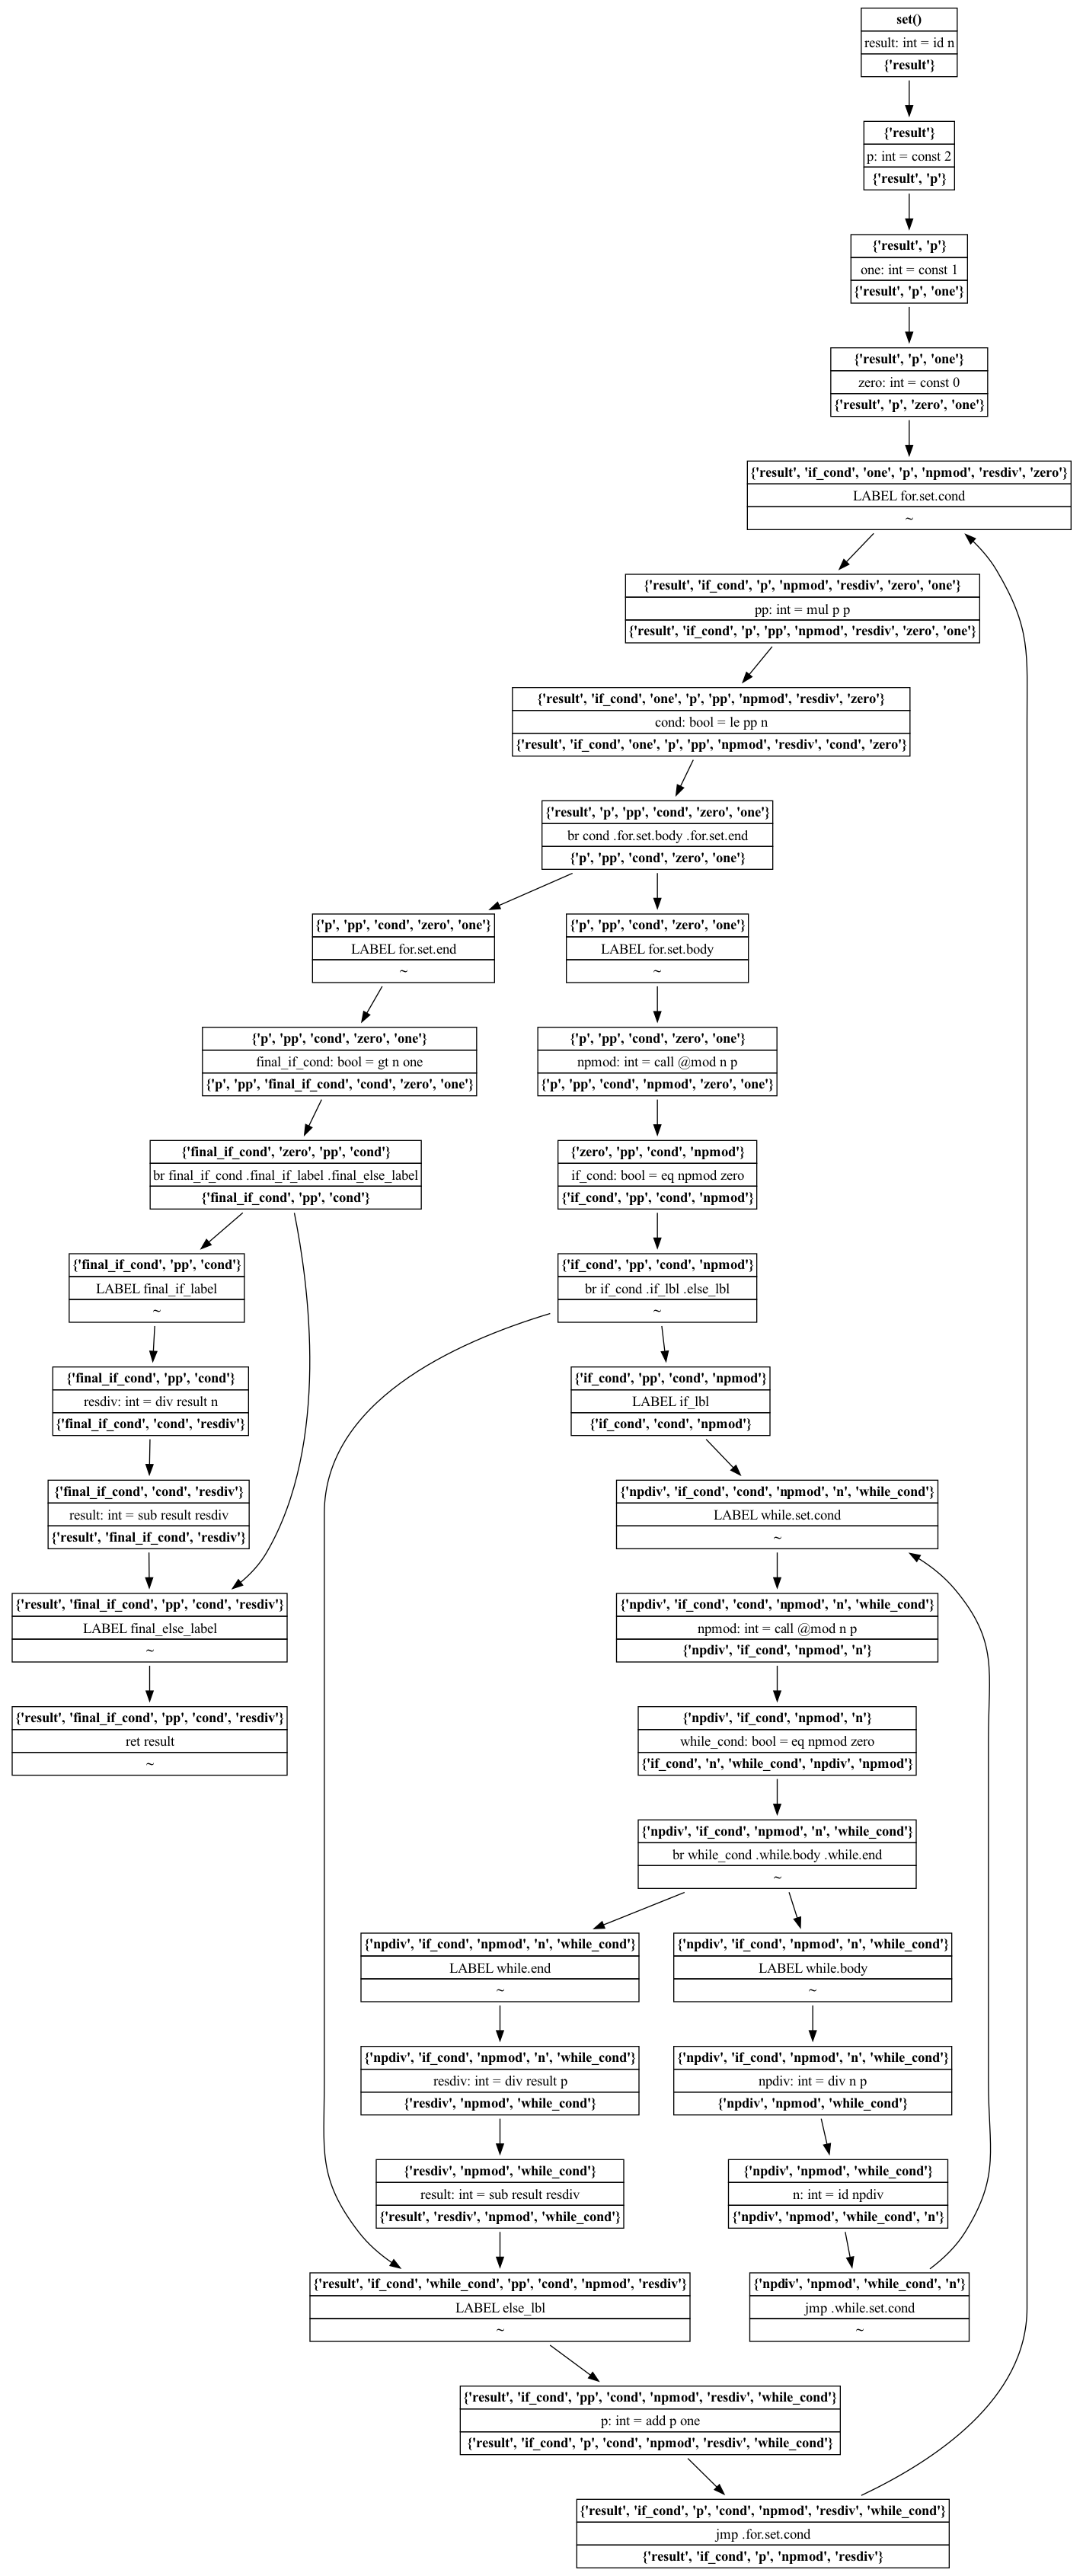 set()
result: int = id n
{'result'}
{'result'}
p: int = const 2
{'result', 'p'}
{'result', 'p'}
one: int = const 1
{'result', 'p', 'one'}
{'result', 'p', 'one'}
zero: int = const 0
{'result', 'p', 'zero', 'one'}
{'result', 'if_cond', 'one', 'p', 'npmod', 'resdiv', 'zero'}
LABEL for.set.cond
~
{'result', 'if_cond', 'p', 'npmod', 'resdiv', 'zero', 'one'}
pp: int = mul p p
{'result', 'if_cond', 'p', 'pp', 'npmod', 'resdiv', 'zero', 'one'}
{'result', 'if_cond', 'one', 'p', 'pp', 'npmod', 'resdiv', 'zero'}
cond: bool = le pp n
{'result', 'if_cond', 'one', 'p', 'pp', 'npmod', 'resdiv', 'cond', 'zero'}
{'result', 'p', 'pp', 'cond', 'zero', 'one'}
br cond .for.set.body .for.set.end
{'p', 'pp', 'cond', 'zero', 'one'}
{'p', 'pp', 'cond', 'zero', 'one'}
LABEL for.set.end
~
{'p', 'pp', 'cond', 'zero', 'one'}
LABEL for.set.body
~
{'p', 'pp', 'cond', 'zero', 'one'}
final_if_cond: bool = gt n one
{'p', 'pp', 'final_if_cond', 'cond', 'zero', 'one'}
{'p', 'pp', 'cond', 'zero', 'one'}
npmod: int = call @mod n p
{'p', 'pp', 'cond', 'npmod', 'zero', 'one'}
{'final_if_cond', 'zero', 'pp', 'cond'}
br final_if_cond .final_if_label .final_else_label
{'final_if_cond', 'pp', 'cond'}
{'zero', 'pp', 'cond', 'npmod'}
if_cond: bool = eq npmod zero
{'if_cond', 'pp', 'cond', 'npmod'}
{'final_if_cond', 'pp', 'cond'}
LABEL final_if_label
~
{'if_cond', 'pp', 'cond', 'npmod'}
br if_cond .if_lbl .else_lbl
~
{'final_if_cond', 'pp', 'cond'}
resdiv: int = div result n
{'final_if_cond', 'cond', 'resdiv'}
{'if_cond', 'pp', 'cond', 'npmod'}
LABEL if_lbl
{'if_cond', 'cond', 'npmod'}
{'final_if_cond', 'cond', 'resdiv'}
result: int = sub result resdiv
{'result', 'final_if_cond', 'resdiv'}
{'npdiv', 'if_cond', 'cond', 'npmod', 'n', 'while_cond'}
LABEL while.set.cond
~
{'result', 'final_if_cond', 'pp', 'cond', 'resdiv'}
LABEL final_else_label
~
{'npdiv', 'if_cond', 'cond', 'npmod', 'n', 'while_cond'}
npmod: int = call @mod n p
{'npdiv', 'if_cond', 'npmod', 'n'}
{'result', 'final_if_cond', 'pp', 'cond', 'resdiv'}
ret result
~
{'npdiv', 'if_cond', 'npmod', 'n'}
while_cond: bool = eq npmod zero
{'if_cond', 'n', 'while_cond', 'npdiv', 'npmod'}
{'npdiv', 'if_cond', 'npmod', 'n', 'while_cond'}
br while_cond .while.body .while.end
~
{'npdiv', 'if_cond', 'npmod', 'n', 'while_cond'}
LABEL while.end
~
{'npdiv', 'if_cond', 'npmod', 'n', 'while_cond'}
LABEL while.body
~
{'npdiv', 'if_cond', 'npmod', 'n', 'while_cond'}
resdiv: int = div result p
{'resdiv', 'npmod', 'while_cond'}
{'npdiv', 'if_cond', 'npmod', 'n', 'while_cond'}
npdiv: int = div n p
{'npdiv', 'npmod', 'while_cond'}
{'resdiv', 'npmod', 'while_cond'}
result: int = sub result resdiv
{'result', 'resdiv', 'npmod', 'while_cond'}
{'npdiv', 'npmod', 'while_cond'}
n: int = id npdiv
{'npdiv', 'npmod', 'while_cond', 'n'}
{'result', 'if_cond', 'while_cond', 'pp', 'cond', 'npmod', 'resdiv'}
LABEL else_lbl
~
{'npdiv', 'npmod', 'while_cond', 'n'}
jmp .while.set.cond
~
{'result', 'if_cond', 'pp', 'cond', 'npmod', 'resdiv', 'while_cond'}
p: int = add p one
{'result', 'if_cond', 'p', 'cond', 'npmod', 'resdiv', 'while_cond'}
{'result', 'if_cond', 'p', 'cond', 'npmod', 'resdiv', 'while_cond'}
jmp .for.set.cond
{'result', 'if_cond', 'p', 'npmod', 'resdiv'}